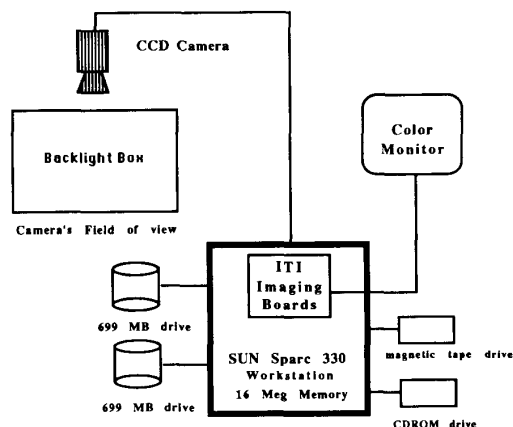 CCD Camera
Backlight Box
Camera's Field of view
Color
Monitor
ITI
Imaging
Boards
699 MB drive
SUN Sparc 330
Workstation
16 Meg Memory
magnetic tape drive
699 MB drive
CDROM drive